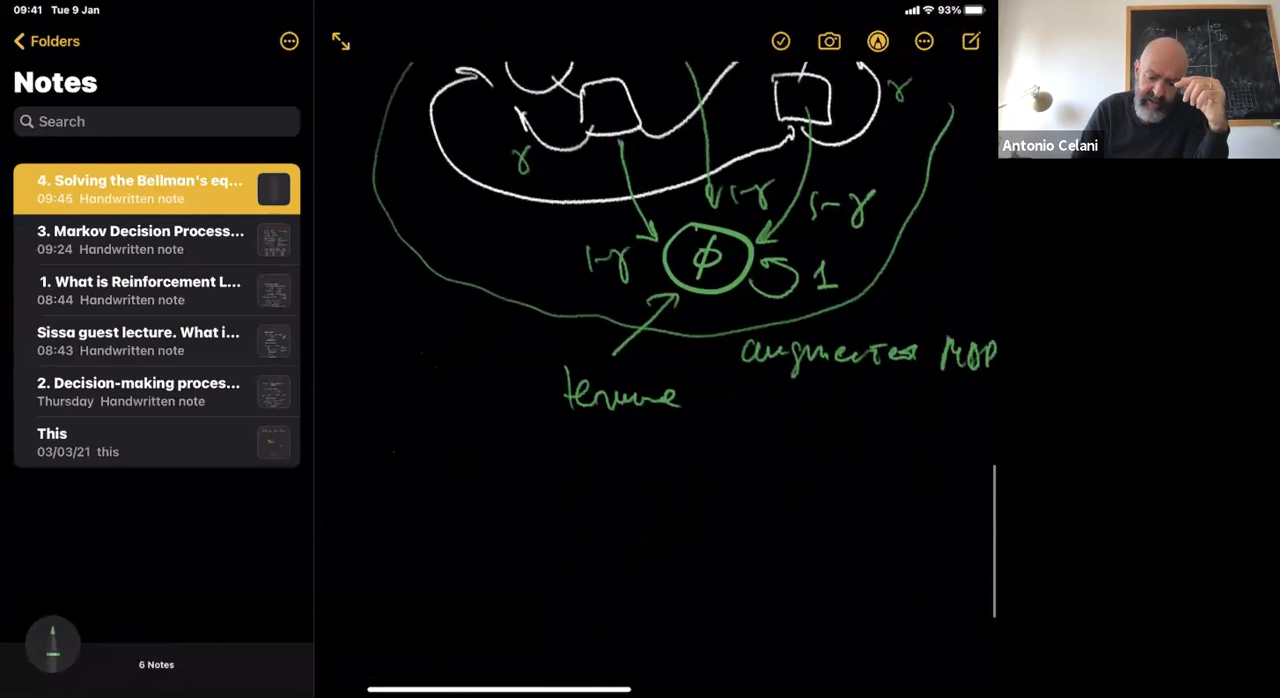 09:41 Tue 9 Jan
93%
Folders
Notes
Search
4. Solving the Bellman's eq...
09:45 Handwritten note
3. Markov Decision Process...
09:24 Handwritten note
1. What is Reinforcement L...
08:44 Handwritten note
Sissa guest lecture. What i...
08:43 Handwritten note
2. Decision-making proces...
Thursday Handwritten note
This
03/03/21 this
6 Notes
γ
γ
1-γ
1-γ
1-γ
ϕ
1
augmented MDP
Antonio Celani